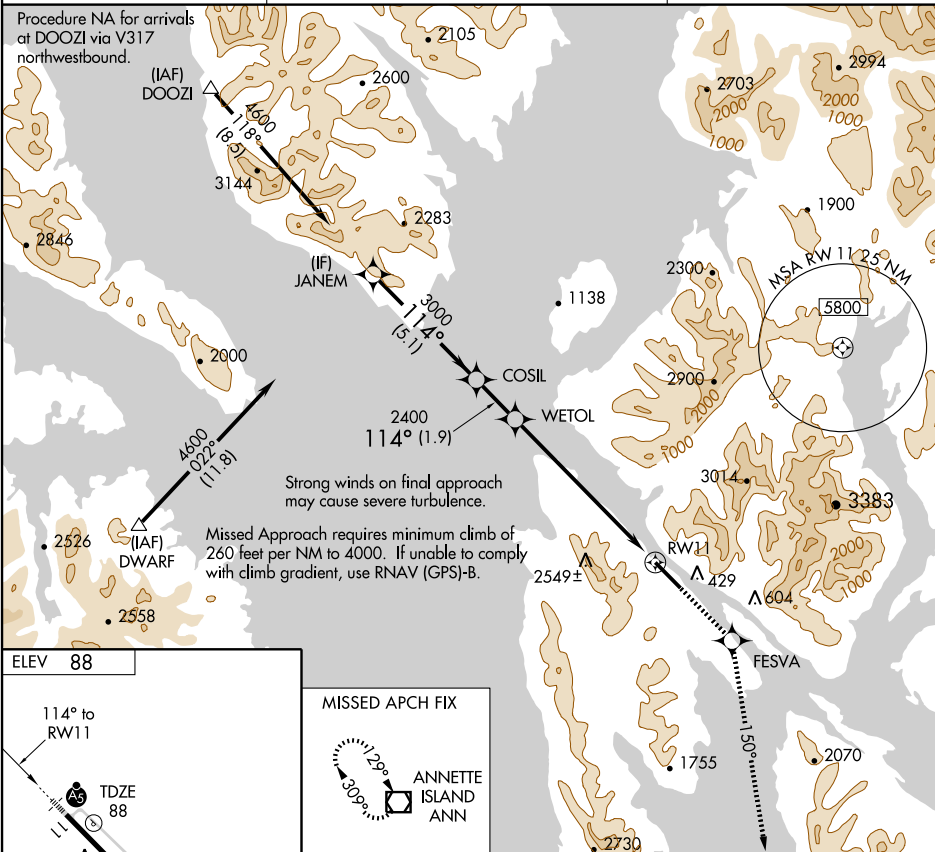 Procedure NA for arrivals
at DOOZI via V317
northwestbound.
(IAF)
DOOZI
4600
118°
(8.5)
2105
2600
3144
2283
2703
2000
1000
2994
2000
1000
1900
2846
(IF)
JANEM
3000
114°
(5.1)
1138
2300
MSA RW 11 25 NM
5800
2000
COSIL
2900
2000
1000
WETOL
2400
114° (1.9)
4600
022°
(11.8)
Strong winds on final approach
may cause severe turbulence.
3014
3383
2526
(IAF)
DWARF
Missed Approach requires minimum climb of
260 feet per NM to 4000. If unable to comply
with climb gradient, use RNAV (GPS)-B.
2549±
RW11
429
604
2000
1000
2558
FESVA
ELEV 88
114° to
RW11
A5
P
TDZE
88
11
MISSED APCH FIX
129°
309°
ANNETTE
ISLAND
ANN
150°
1755
2070
2730